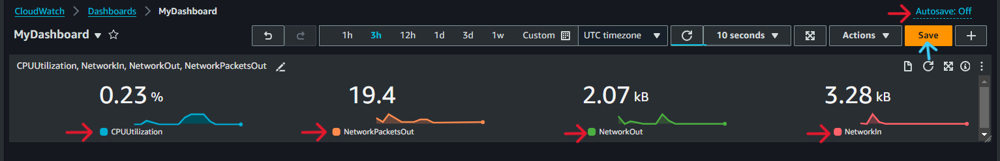 CloudWatch > Dashboards > MyDashboard
Autosave: Off
MyDashboard
1h 3h 12h 1d 3d 1w Custom UTC timezone 10 seconds Actions Save
CPUUtilization, NetworkIn, NetworkOut, NetworkPacketsOut
0.23 % 19.4 2.07 kB 3.28 kB
CPUUtilization NetworkPacketsOut NetworkOut NetworkIn